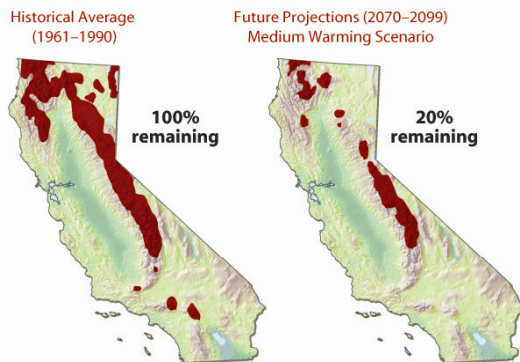 Historical Average
(1961–1990)
Future Projections (2070–2099)
Medium Warming Scenario
100%
remaining
20%
remaining